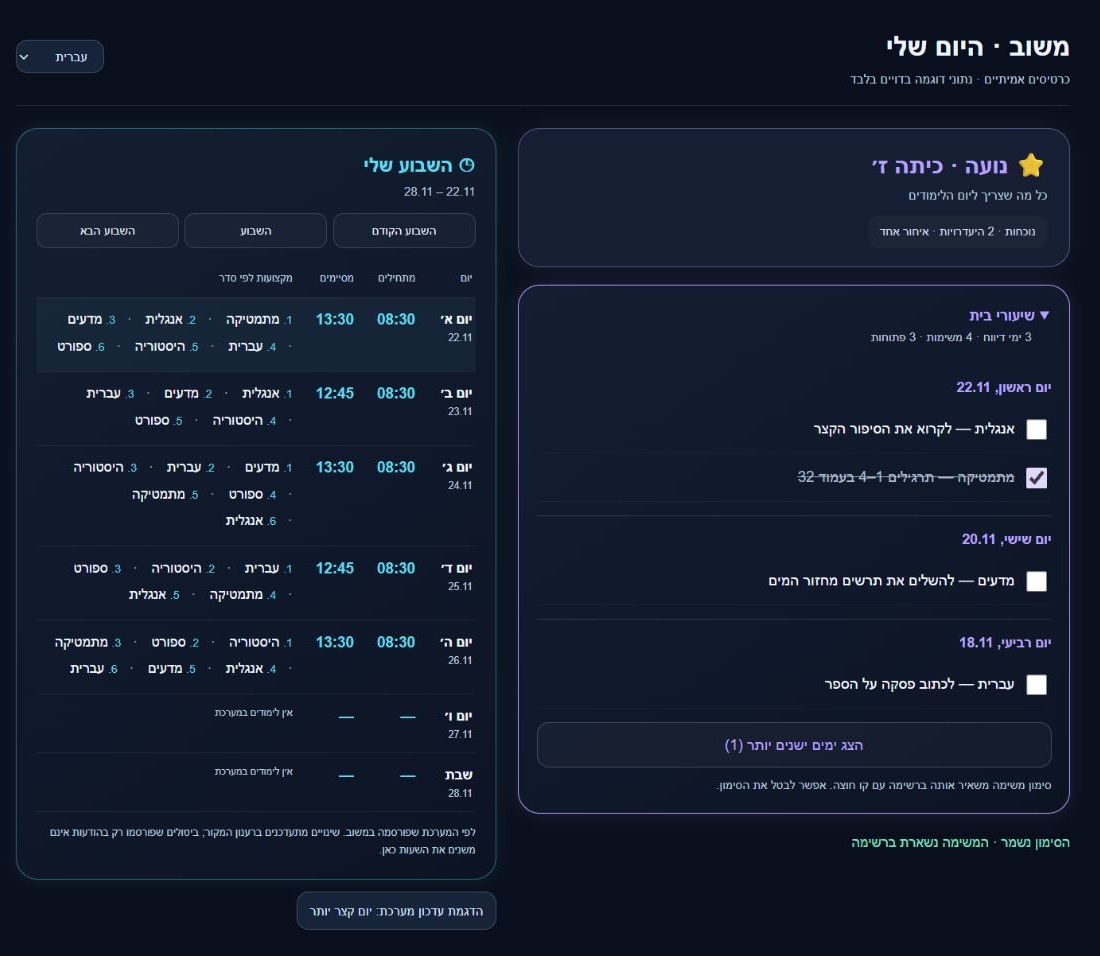 משוב · היום שלי
כרטיסים אמיתיים · נתוני דוגמה בדויים בלבד
עברית
נועה · כיתה ז׳
כל מה שצריך ליום הלימודים
נוכחות · 2 היעדרויות · איחור אחד
▼ שיעורי בית
3 ימי דיווח · 4 משימות · 3 פתוחות
יום ראשון, 22.11
אנגלית — לקרוא את הסיפור הקצר
מתמטיקה — תרגילים 1–4 בעמוד 32
יום שישי, 20.11
מדעים — להשלים את תרשים מחזור המים
יום רביעי, 18.11
עברית — לכתוב פסקה על הספר
הצג ימים ישנים יותר (1)
סימון משימה משאיר אותה ברשימה עם קו חוצה. אפשר לבטל את הסימון.
הסימון נשמר · המשימה נשארת ברשימה
השבוע שלי
22.11 – 28.11
השבוע הקודם השבוע השבוע הבא
יום מתחילים מסיימים מקצועות לפי סדר
יום א׳ 08:30 13:30 1. מתמטיקה · 2. אנגלית · 3. מדעים
22.11 · 4. עברית · 5. היסטוריה · 6. ספורט
יום ב׳ 08:30 12:45 1. אנגלית · 2. מדעים · 3. עברית
23.11 · 4. היסטוריה · 5. ספורט
יום ג׳ 08:30 13:30 1. מדעים · 2. עברית · 3. היסטוריה
24.11 · 4. ספורט · 5. מתמטיקה
· 6. אנגלית
יום ד׳ 08:30 12:45 1. עברית · 2. היסטוריה · 3. ספורט
25.11 · 4. מתמטיקה · 5. אנגלית
יום ה׳ 08:30 13:30 1. היסטוריה · 2. ספורט · 3. מתמטיקה
26.11 · 4. אנגלית · 5. מדעים · 6. עברית
יום ו׳ — — אין לימודים במערכת
27.11
שבת — — אין לימודים במערכת
28.11
לפי המערכת שפורסמה במשוב. שינויים מתעדכנים ברענון המקור; ביטולים שפורסמו רק בהודעות אינם
משנים את השעות כאן.
הדגמת עדכון מערכת: יום קצר יותר